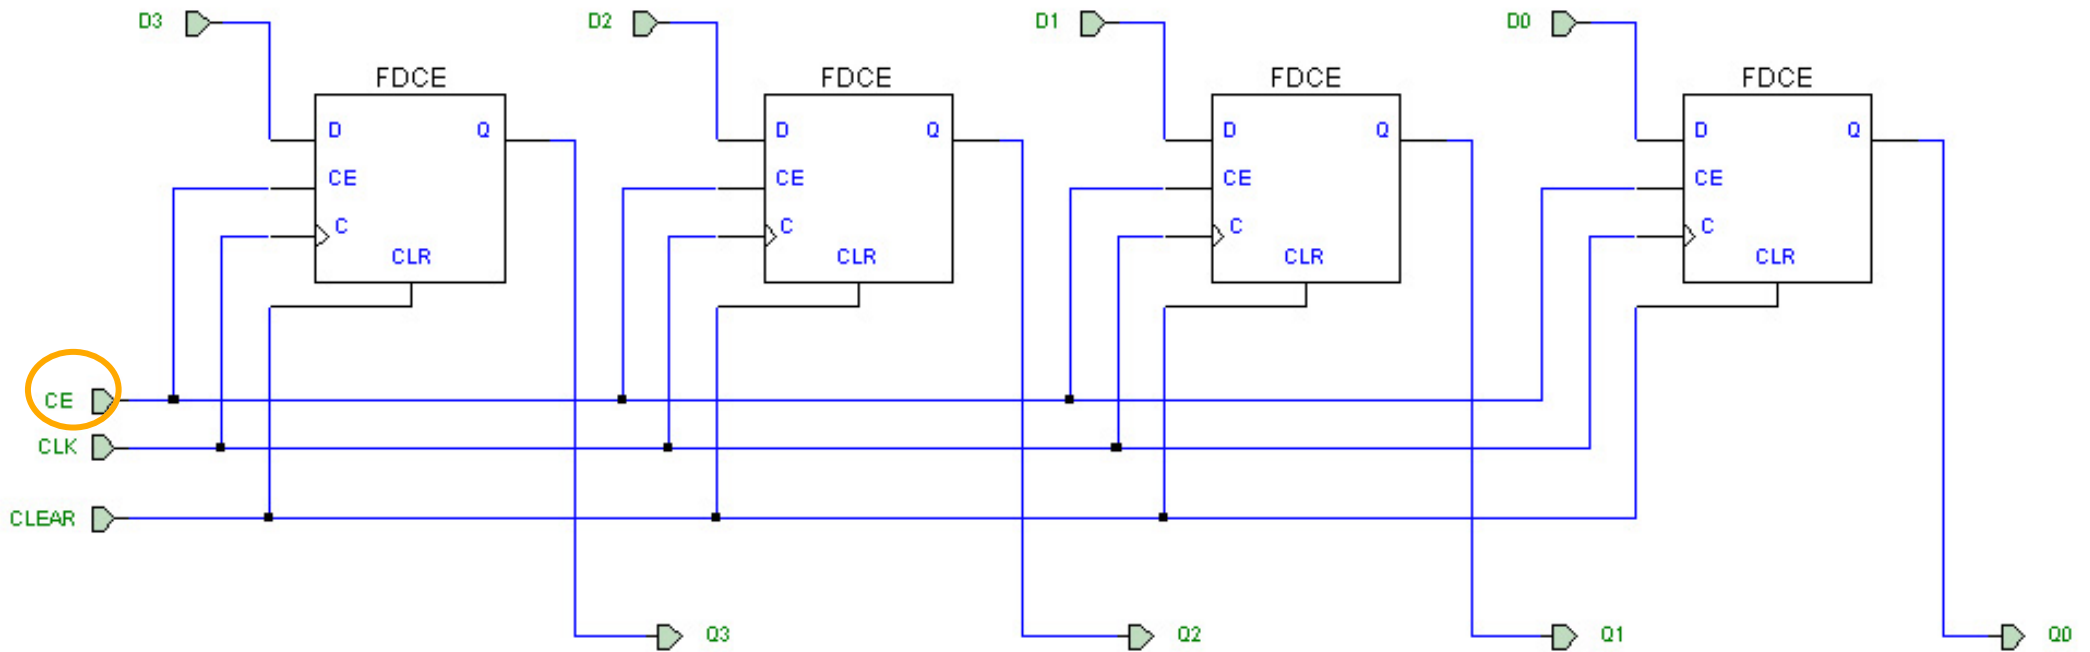 D3 D2 D1 D0
FDCE FDCE FDCE FDCE
D Q D Q D Q D Q
CE CE CE CE
C C C C
CLR CLR CLR CLR
CE
CLK
CLEAR
Q3 Q2 Q1 Q0